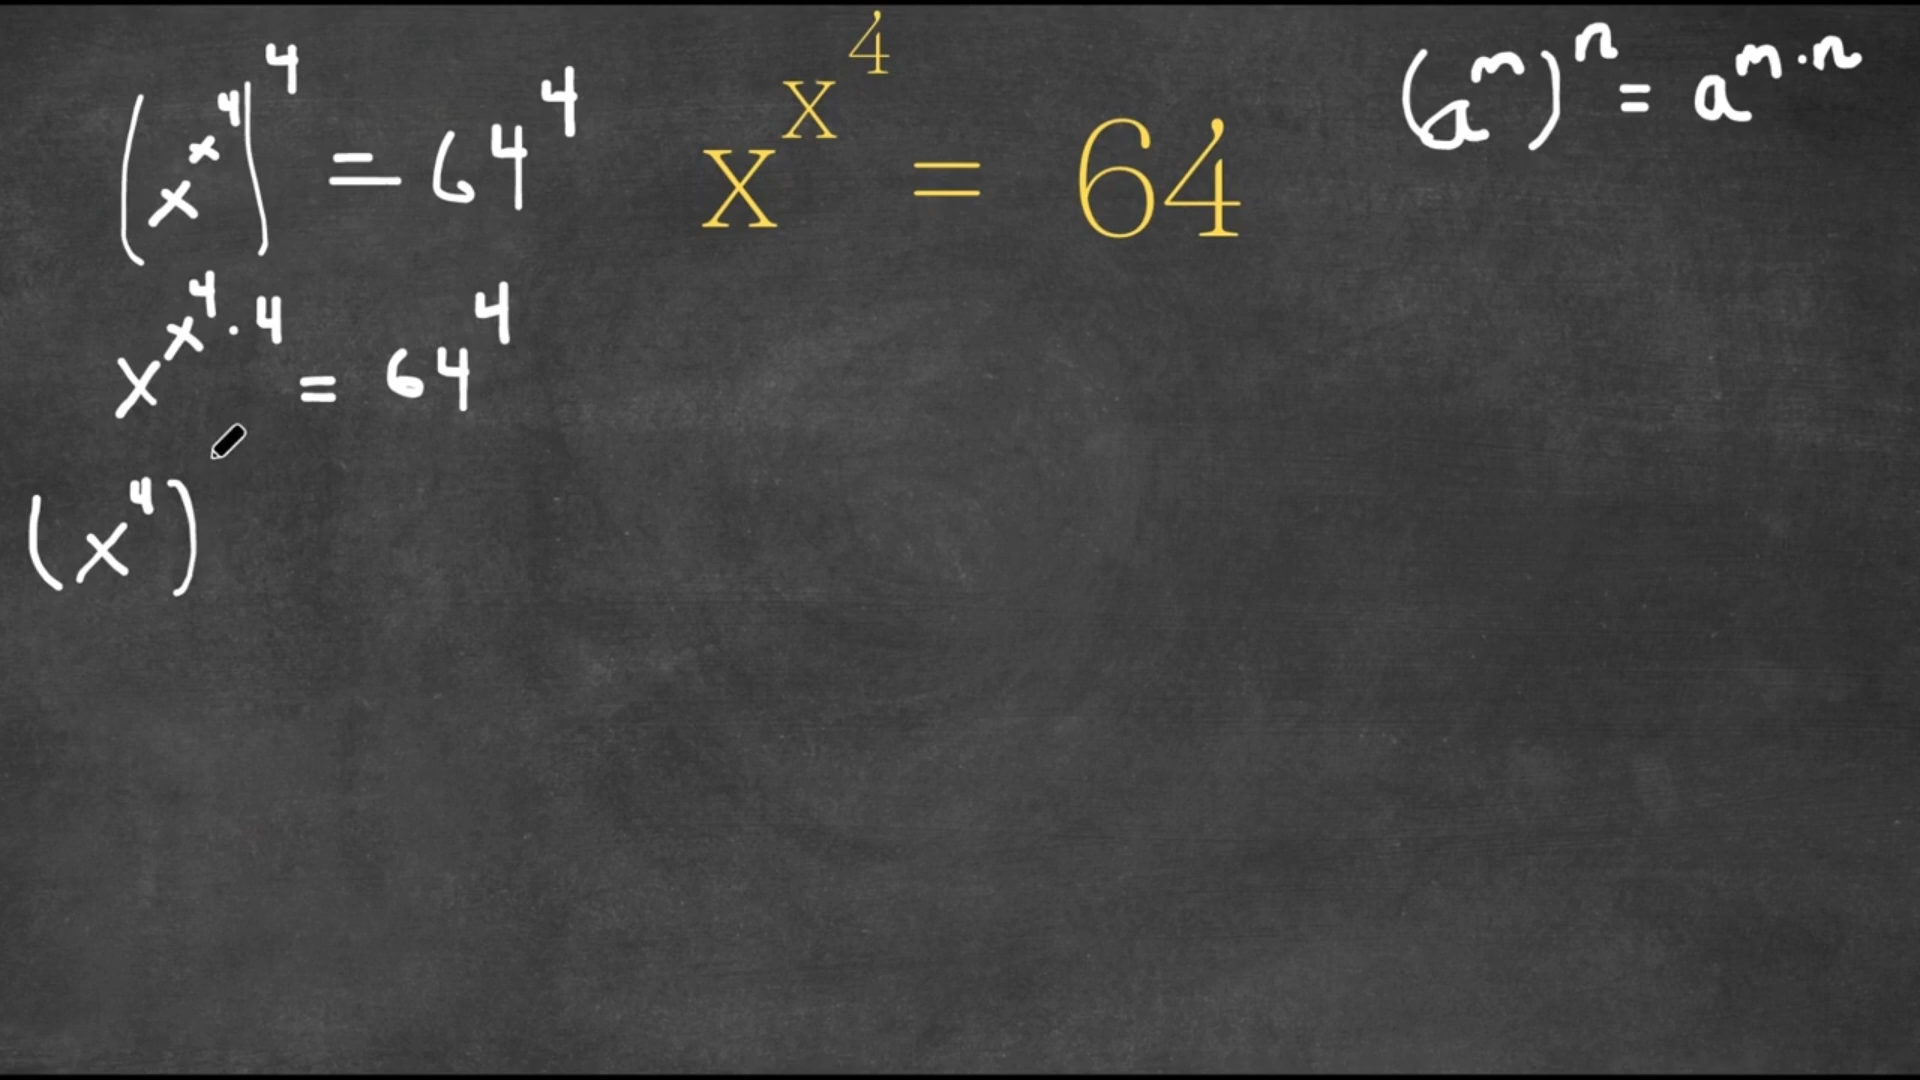 (x^x^4)^4 = 64^4
x^x^4 = 64
(a^m)^n = a^m·n
x^x^4·4 = 64^4
(x^4)